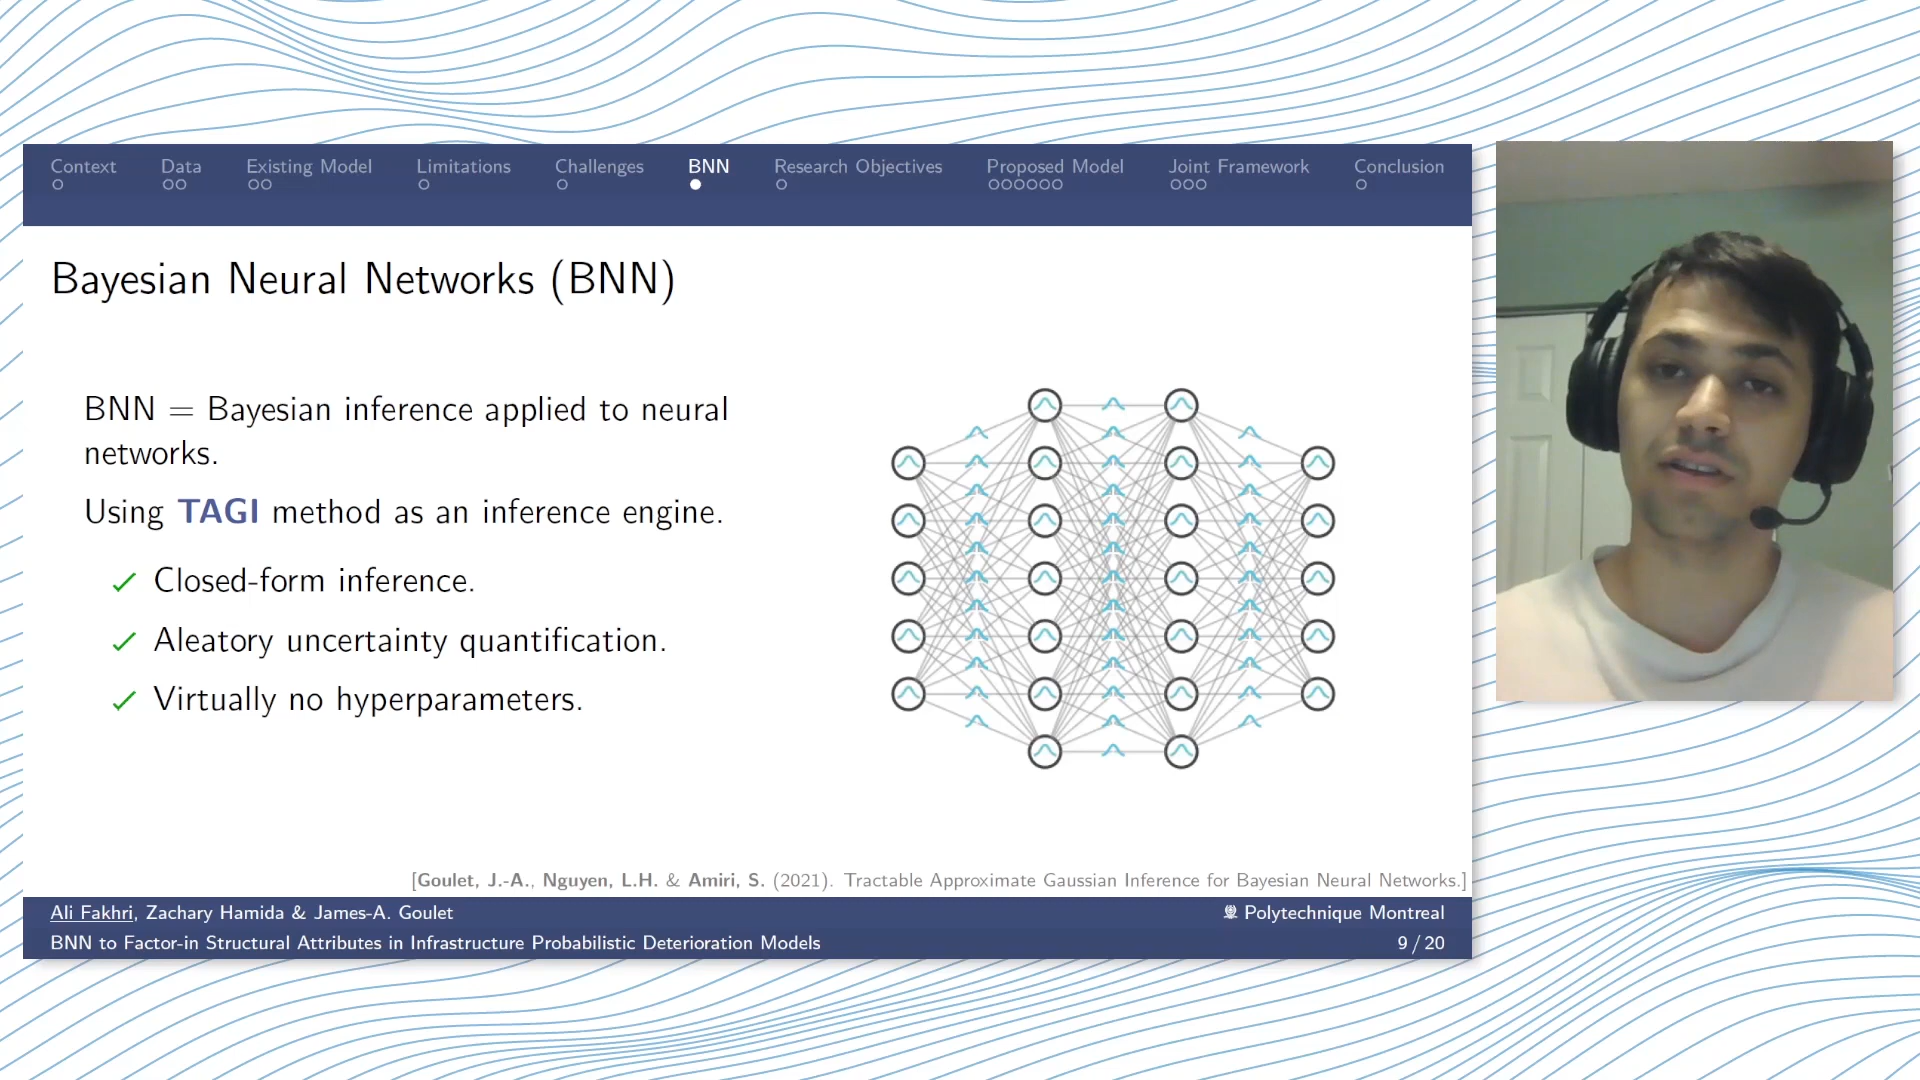 Context Data Existing Model Limitations Challenges BNN Research Objectives Proposed Model Joint Framework Conclusion
Bayesian Neural Networks (BNN)
BNN = Bayesian inference applied to neural
networks.
Using TAGI method as an inference engine.
Closed-form inference.
Aleatory uncertainty quantification.
Virtually no hyperparameters.
[Goulet, J.-A., Nguyen, L.H. & Amiri, S. (2021). Tractable Approximate Gaussian Inference for Bayesian Neural Networks.]
Ali Fakhri, Zachary Hamida & James-A. Goulet Polytechnique Montreal
BNN to Factor-in Structural Attributes in Infrastructure Probabilistic Deterioration Models 9 / 20